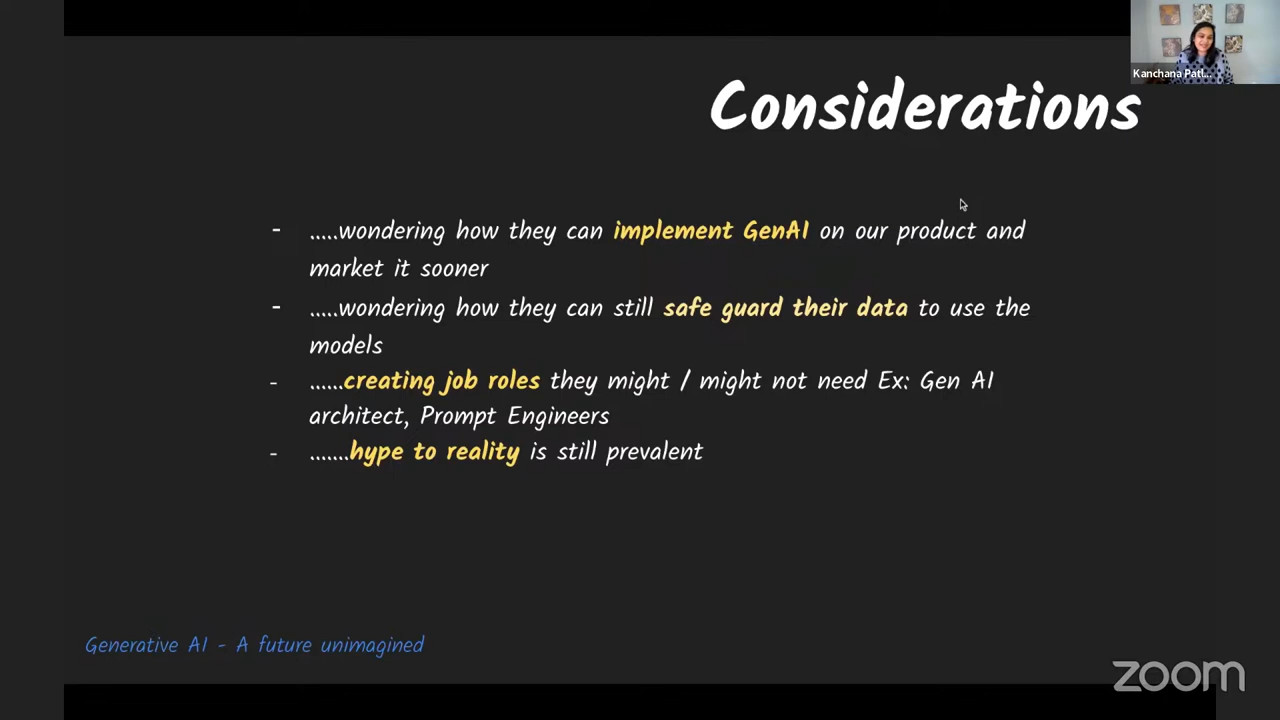 Kanchana Patl...
Considerations
- .....wondering how they can implement GenAI on our product and
market it sooner
- .....wondering how they can still safe guard their data to use the
models
- ......creating job roles they might / might not need Ex: Gen AI
architect, Prompt Engineers
- .......hype to reality is still prevalent
Generative AI - A future unimagined
zoom